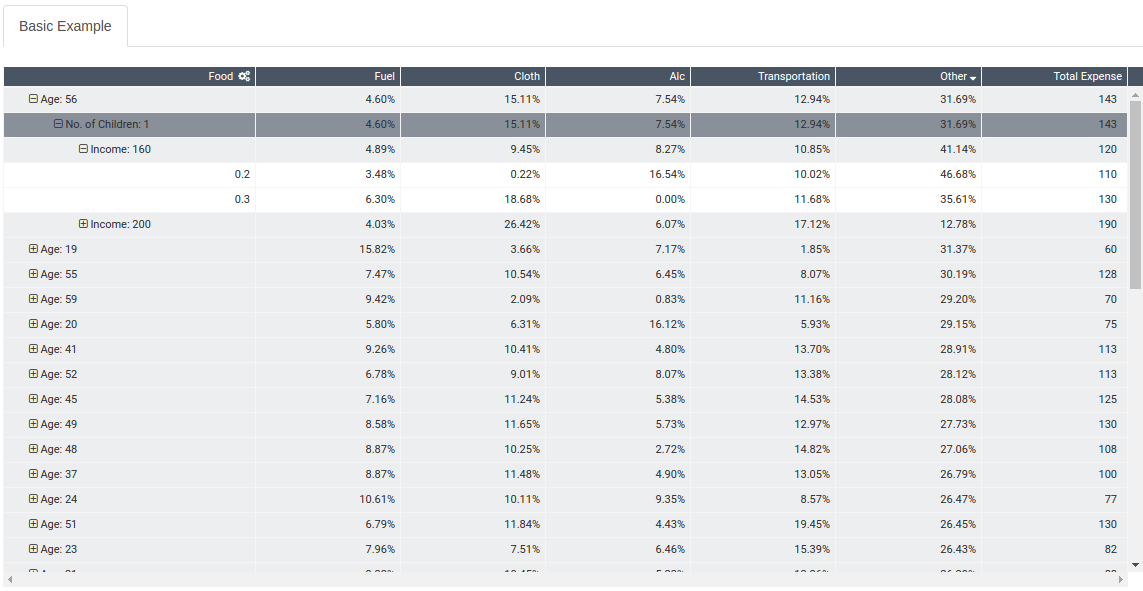 Basic Example
Food Fuel Cloth Alc Transportation Other Total Expense
Age: 56 4.60% 15.11% 7.54% 12.94% 31.69% 143
No. of Children: 1 4.60% 15.11% 7.54% 12.94% 31.69% 143
Income: 160 4.89% 9.45% 8.27% 10.85% 41.14% 120
0.2 3.48% 0.22% 16.54% 10.02% 46.68% 110
0.3 6.30% 18.68% 0.00% 11.68% 35.61% 130
Income: 200 4.03% 26.42% 6.07% 17.12% 12.78% 190
Age: 19 15.82% 3.66% 7.17% 1.85% 31.37% 60
Age: 55 7.47% 10.54% 6.45% 8.07% 30.19% 128
Age: 59 9.42% 2.09% 0.83% 11.16% 29.20% 70
Age: 20 5.80% 6.31% 16.12% 5.93% 29.15% 75
Age: 41 9.26% 10.41% 4.80% 13.70% 28.91% 113
Age: 52 6.78% 9.01% 8.07% 13.38% 28.12% 113
Age: 45 7.16% 11.24% 5.38% 14.53% 28.08% 125
Age: 49 8.58% 11.65% 5.73% 12.97% 27.73% 130
Age: 48 8.87% 10.25% 2.72% 14.82% 27.06% 108
Age: 37 8.87% 11.48% 4.90% 13.05% 26.79% 100
Age: 24 10.61% 10.11% 9.35% 8.57% 26.47% 77
Age: 51 6.79% 11.84% 4.43% 19.45% 26.45% 130
Age: 23 7.96% 7.51% 6.46% 15.39% 26.43% 82